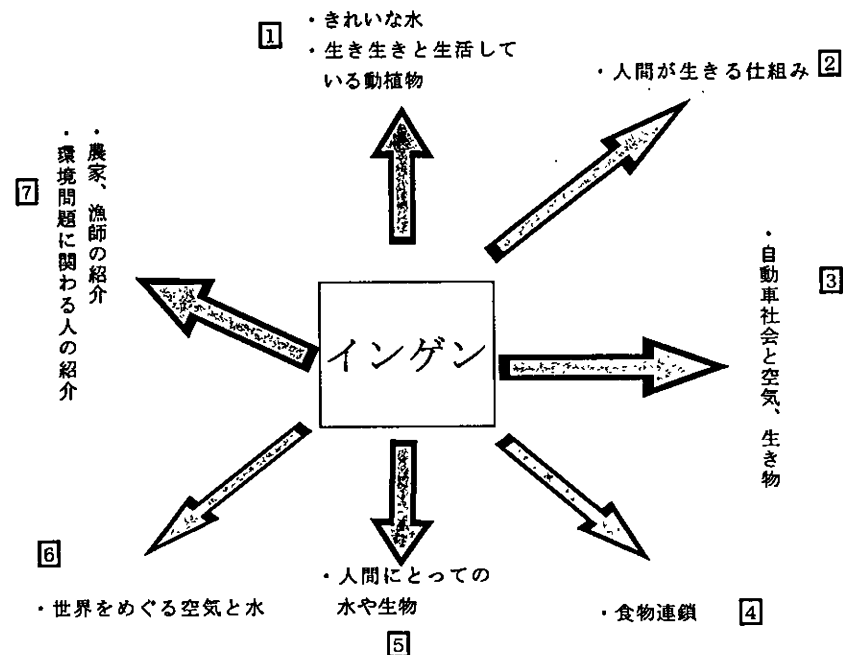 1
・きれいな水
・生き生きと生活して
いる動植物
・人間が生きる仕組み
2
・自動車社会と空気、生き物
3
・食物連鎖
4
・人間にとっての
水や生物
5
6
・世界をめぐる空気と水
7
・農家、漁師の紹介
・環境問題に関わる人の紹介
インゲン